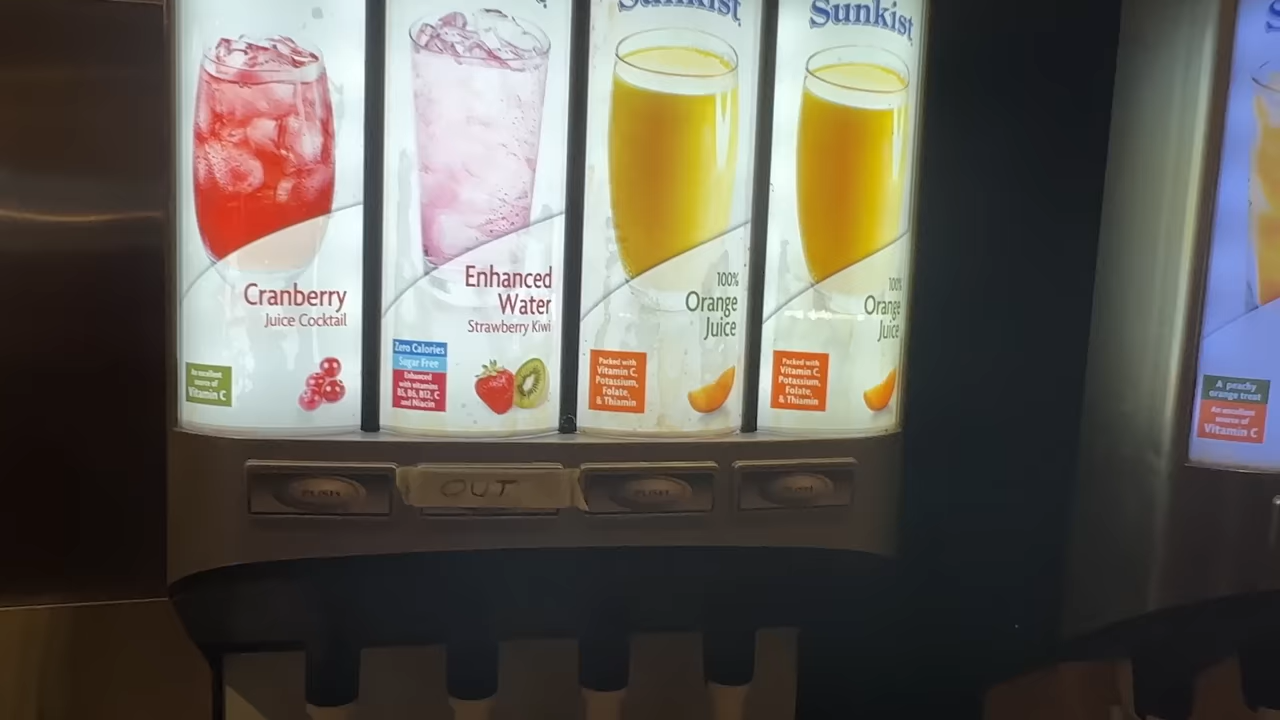 Sunkist
Sunkist
Cranberry
Juice Cocktail
An excellent
source of
Vitamin C
Enhanced
Water
Strawberry Kiwi
Zero Calories
Sugar Free
Enhanced
with vitamins
B5, B6, B12, C
and Niacin
100%
Orange
Juice
Packed with
Vitamin C,
Potassium,
Folate,
& Thiamin
100%
Orange
Juice
Packed with
Vitamin C,
Potassium,
Folate,
& Thiamin
A peachy
orange treat
An excellent
source of
Vitamin C
PUSH
OUT
PUSH
PUSH